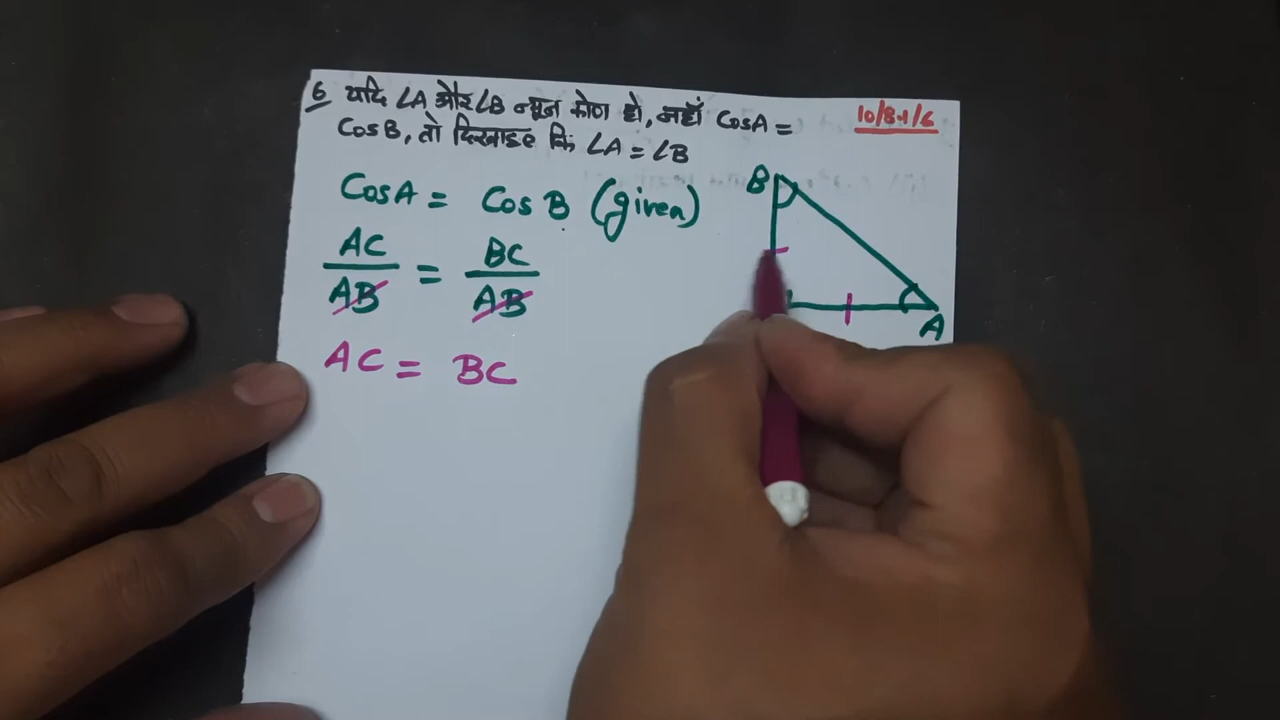 6 यदि ∠A और ∠B न्यून कोण हो, जहाँ CosA =
10/8.1/6
CosB, तो दिखाइए कि ∠A = ∠B
CosA = Cos B (given)
AC/AB = BC/AB
AC = BC
B
A